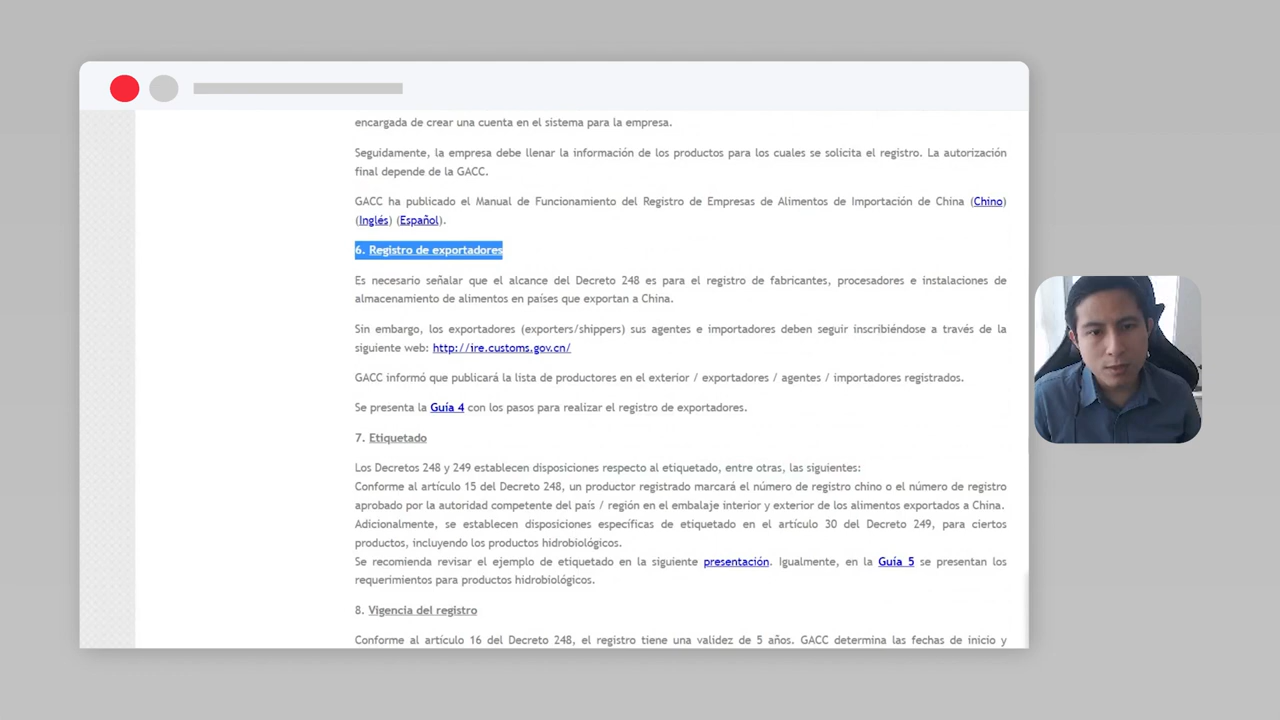 encargada de crear una cuenta en el sistema para la empresa.
Seguidamente, la empresa debe llenar la información de los productos para los cuales se solicita el registro. La autorización
final depende de la GACC.
GACC ha publicado el Manual de Funcionamiento del Registro de Empresas de Alimentos de Importación de China (Chino)
(Inglés) (Español).
6. Registro de exportadores
Es necesario señalar que el alcance del Decreto 248 es para el registro de fabricantes, procesadores e instalaciones de
almacenamiento de alimentos en países que exportan a China.
Sin embargo, los exportadores (exporters/shippers) sus agentes e importadores deben seguir inscribiéndose a través de la
siguiente web: http://ire.customs.gov.cn/
GACC informó que publicará la lista de productores en el exterior / exportadores / agentes / importadores registrados.
Se presenta la Guía 4 con los pasos para realizar el registro de exportadores.
7. Etiquetado
Los Decretos 248 y 249 establecen disposiciones respecto al etiquetado, entre otras, las siguientes:
Conforme al artículo 15 del Decreto 248, un productor registrado marcará el número de registro chino o el número de registro
aprobado por la autoridad competente del país / región en el embalaje interior y exterior de los alimentos exportados a China.
Adicionalmente, se establecen disposiciones específicas de etiquetado en el artículo 30 del Decreto 249, para ciertos
productos, incluyendo los productos hidrobiológicos.
Se recomienda revisar el ejemplo de etiquetado en la siguiente presentación. Igualmente, en la Guía 5 se presentan los
requerimientos para productos hidrobiológicos.
8. Vigencia del registro
Conforme al artículo 16 del Decreto 248, el registro tiene una validez de 5 años. GACC determina las fechas de inicio y